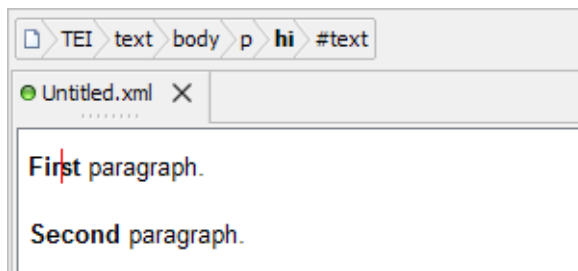 TEI text body p hi #text
Untitled.xml
First paragraph.
Second paragraph.